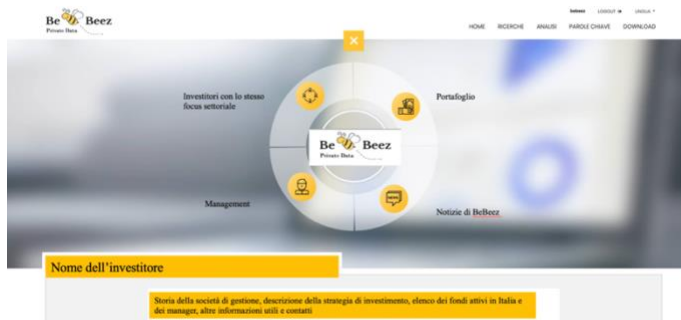 Be Beez
Private Data
bebeez LOGOUT LINGUA
HOME RICERCHE ANALISI PAROLE CHIAVE DOWNLOAD
Investitori con lo stesso
focus settoriale
Portafoglio
Be Beez
Private Data
Management
Notizie di BeBeez
Nome dell'investitore
Storia della società di gestione, descrizione della strategia di investimento, elenco dei fondi attivi in Italia e
dei manager, altre informazioni utili e contatti